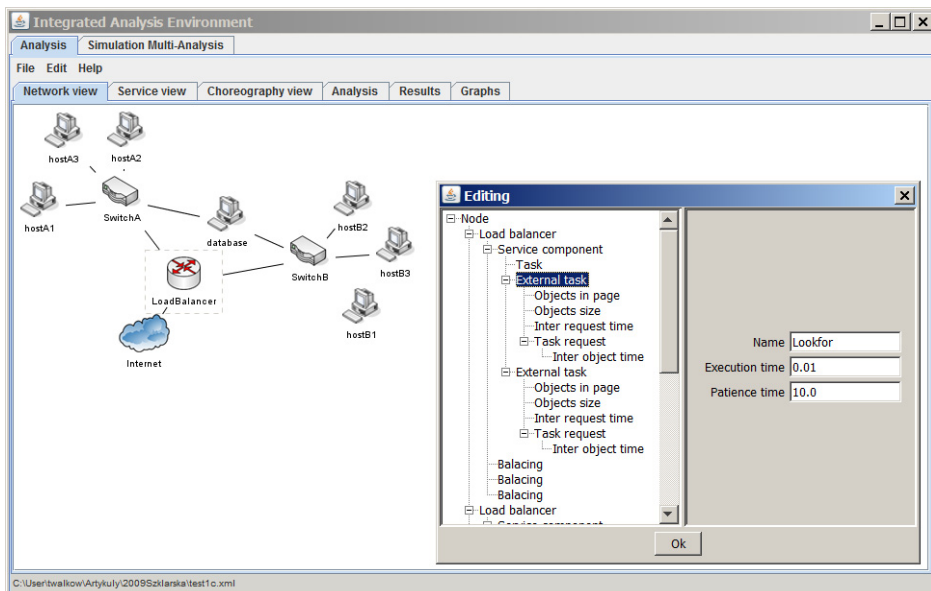 Integrated Analysis Environment
Analysis Simulation Multi-Analysis
File Edit Help
Network view Service view Choreography view Analysis Results Graphs
hostA3 hostA2
hostA1 SwitchA
database hostB2
SwitchB hostB3
LoadBalancer
hostB1
Internet
Editing
Node
Load balancer
Service component
Task
External task
Objects in page
Objects size
Inter request time
Task request
Inter object time
External task
Objects in page
Objects size
Inter request time
Task request
Inter object time
Balacing
Balacing
Balacing
Load balancer
Service component
Name Lookfor
Execution time 0.01
Patience time 10.0
Ok
C:\User\twalkow\Artykuly\2009Szklarska\test1c.xml